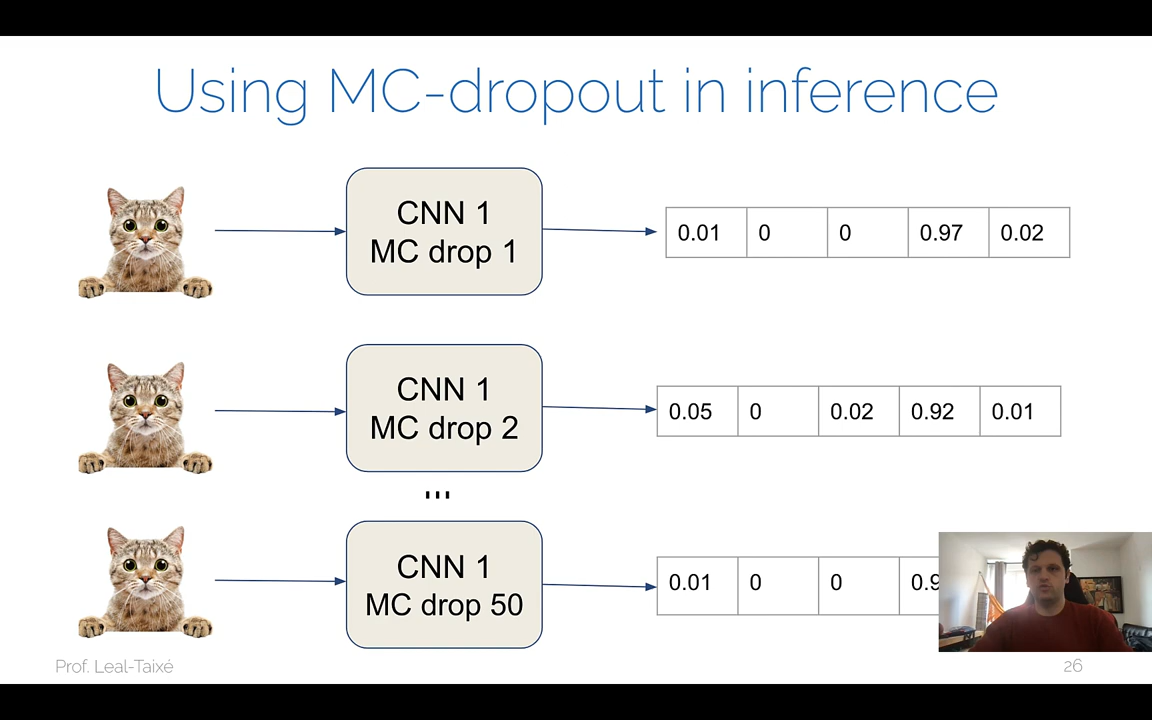 Using MC-dropout in inference
CNN 1
MC drop 1
0.01 0 0 0.97 0.02
CNN 1
MC drop 2
0.05 0 0.02 0.92 0.01
...
CNN 1
MC drop 50
0.01 0 0
Prof. Leal-Taixé
26